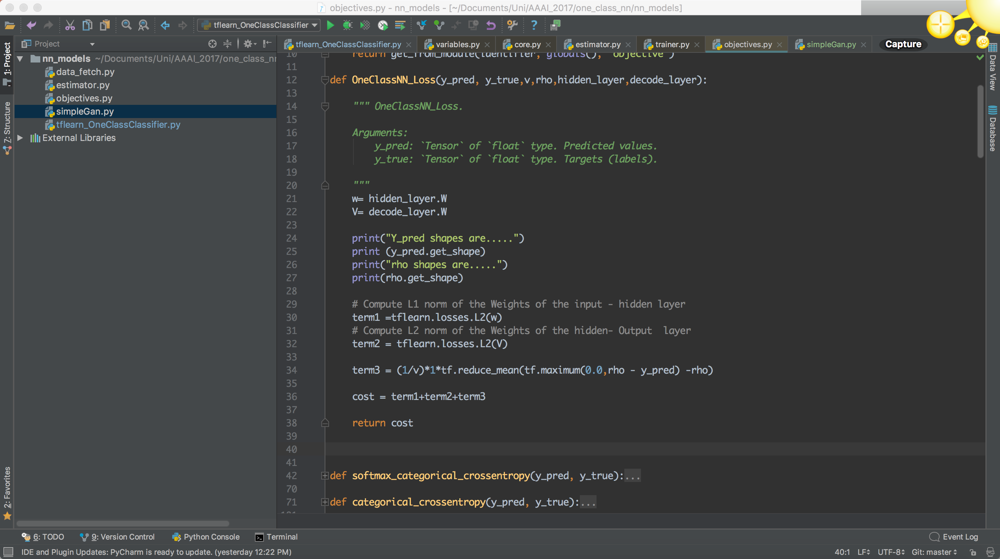 objectives.py - nn_models - [~/Documents/Uni/AAAI_2017/one_class_nn/nn_models]
tflearn_OneClassClassifier
Project
tflearn_OneClassClassifier.py
variables.py
core.py
estimator.py
trainer.py
objectives.py
simpleGan.py
Capture
1: Project
Z: Structure
2: Favorites
Data View
Database
nn_models ~/Documents/Uni/AAAI_2017/one_class_nn
data_fetch.py
estimator.py
objectives.py
simpleGan.py
tflearn_OneClassClassifier.py
External Libraries
10 return get_from_module(identifier, globals(), 'objective')
11
12 def OneClassNN_Loss(y_pred, y_true,v,rho,hidden_layer,decode_layer):
13
14 """ OneClassNN_Loss.
15
16 Arguments:
17 y_pred: `Tensor` of `float` type. Predicted values.
18 y_true: `Tensor` of `float` type. Targets (labels).
19
20 """
21 w= hidden_layer.W
22 V= decode_layer.W
23
24 print("Y_pred shapes are.....")
25 print (y_pred.get_shape)
26 print("rho shapes are.....")
27 print(rho.get_shape)
28
29 # Compute L1 norm of the Weights of the input - hidden layer
30 term1 =tflearn.losses.L2(w)
31 # Compute L2 norm of the Weights of the hidden- Output  layer
32 term2 = tflearn.losses.L2(V)
33
34 term3 = (1/v)*1*tf.reduce_mean(tf.maximum(0.0,rho - y_pred) -rho)
35
36 cost = term1+term2+term3
37
38 return cost
39
40
41
42 def softmax_categorical_crossentropy(y_pred, y_true):...
70
71 def categorical_crossentropy(y_pred, y_true):...
6: TODO
9: Version Control
Python Console
Terminal
Event Log
IDE and Plugin Updates: PyCharm is ready to update. (yesterday 12:22 PM)
40:1 LF UTF-8 Git: master